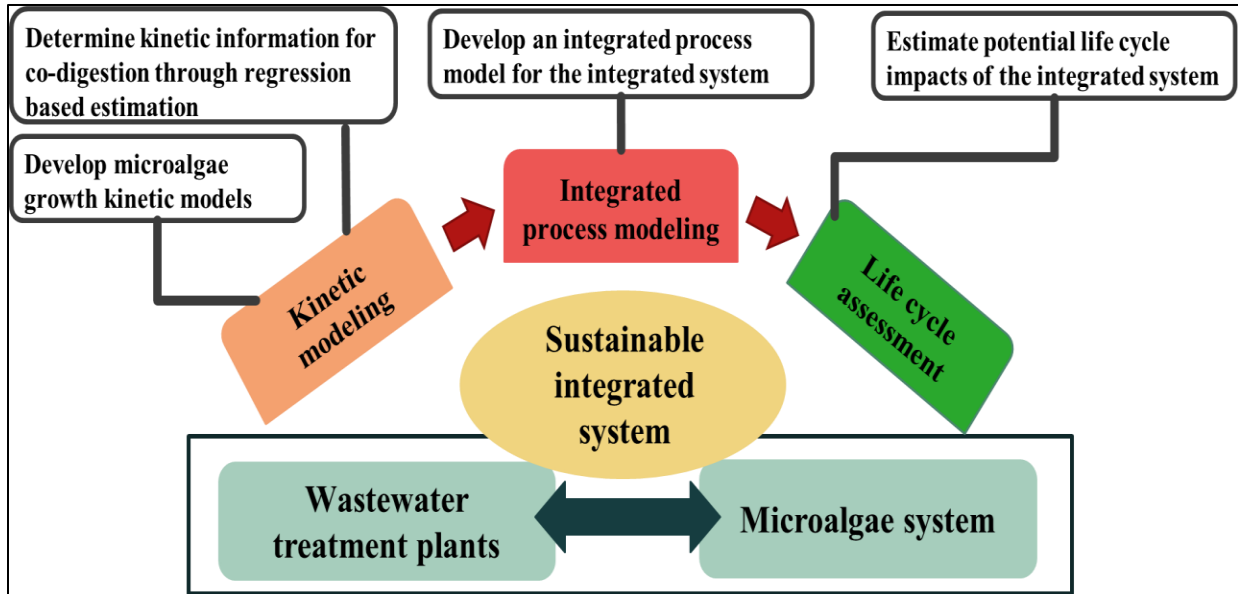 Determine kinetic information for
co-digestion through regression
based estimation
Develop an integrated process
model for the integrated system
Estimate potential life cycle
impacts of the integrated system
Develop microalgae
growth kinetic models
Kinetic
modeling
Integrated
process modeling
Life cycle
assessment
Sustainable
integrated
system
Wastewater
treatment plants
Microalgae system